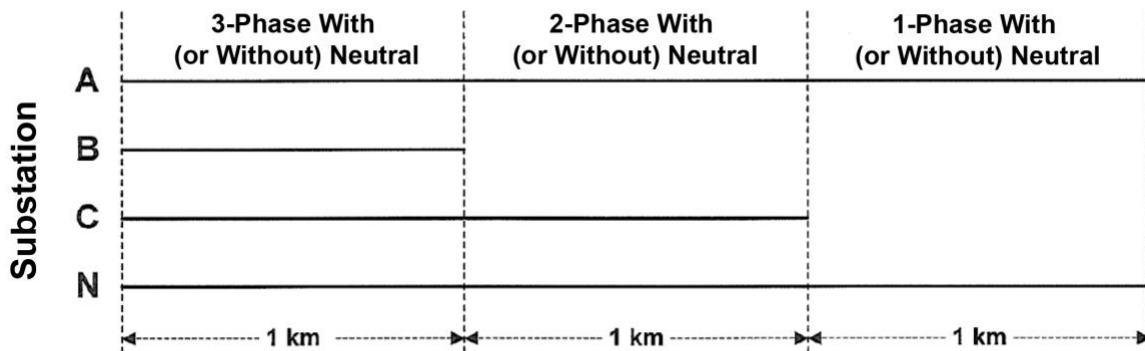 3-Phase With
(or Without) Neutral
2-Phase With
(or Without) Neutral
1-Phase With
(or Without) Neutral
Substation
A
B
C
N
1 km
1 km
1 km